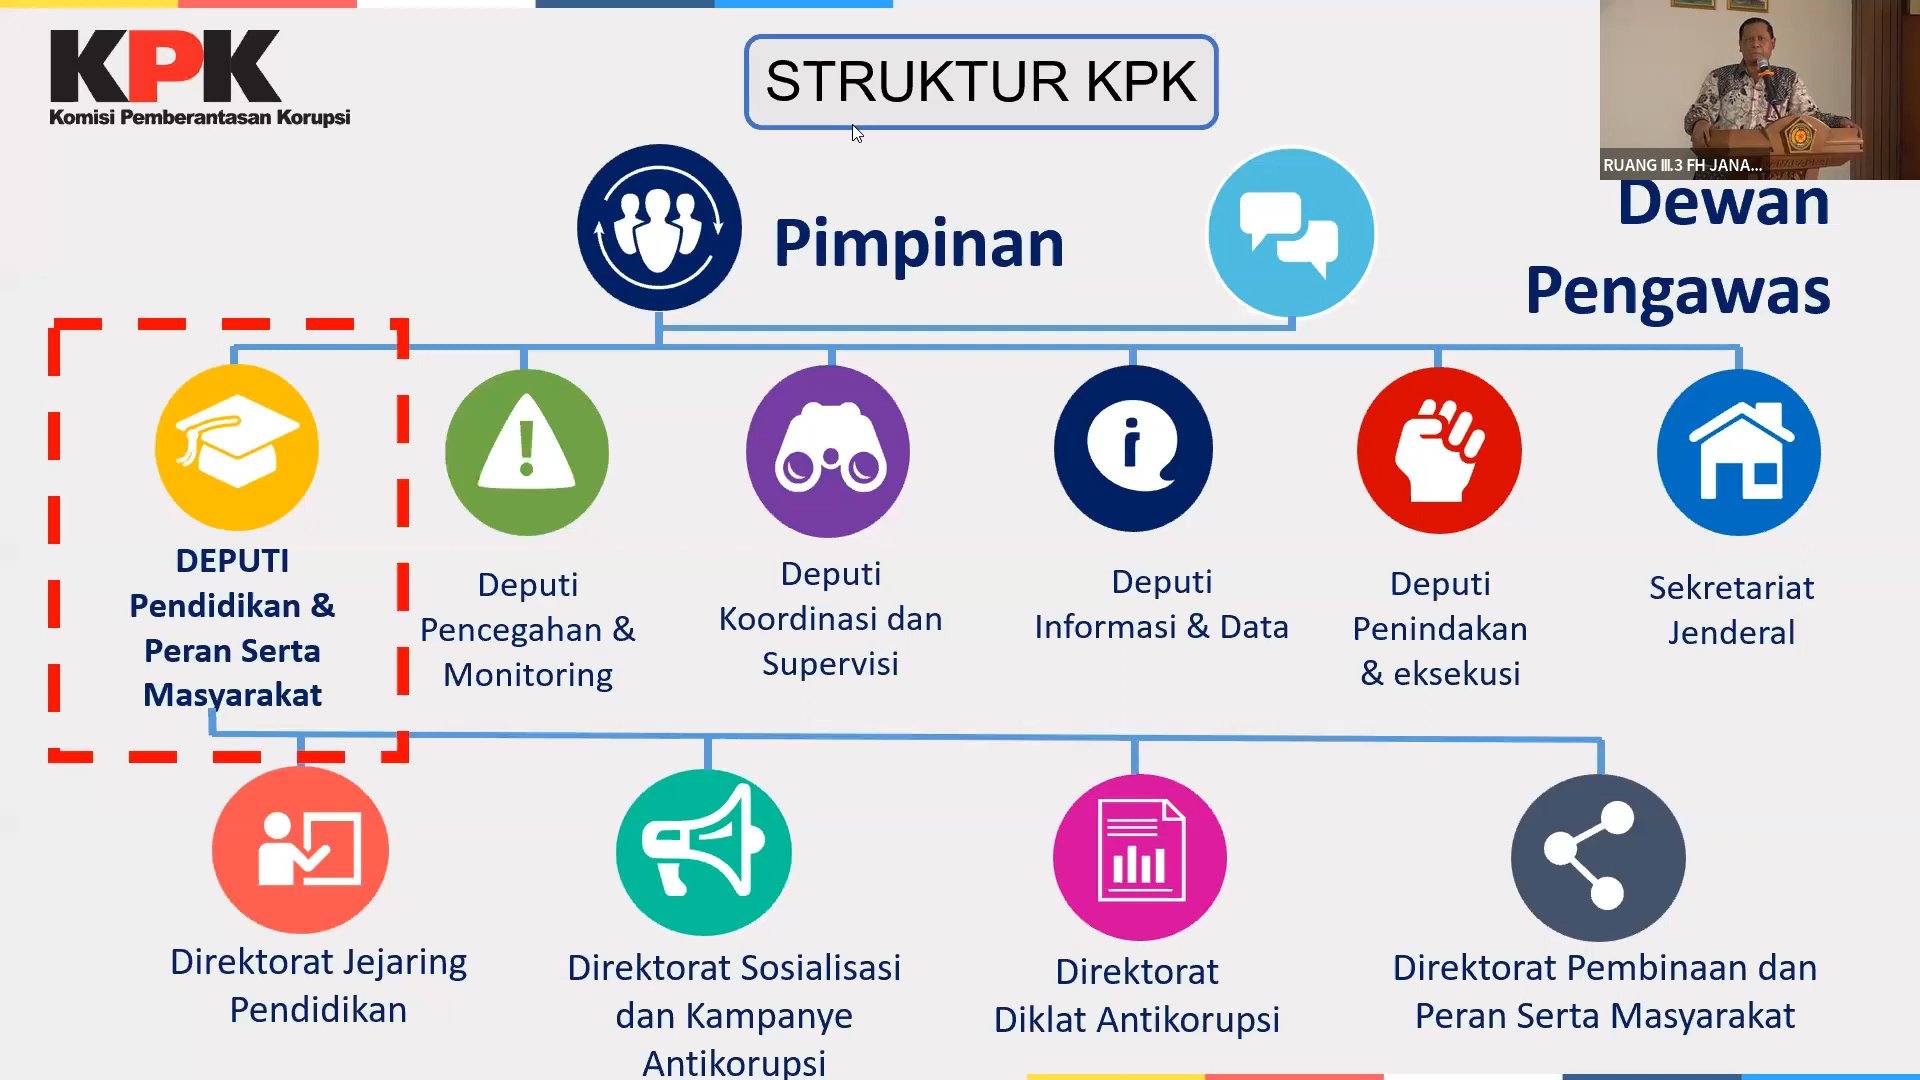 KPK
Komisi Pemberantasan Korupsi
STRUKTUR KPK
RUANG III.3 FH JANA...
Pimpinan
Dewan
Pengawas
DEPUTI
Pendidikan &
Peran Serta
Masyarakat
Deputi
Pencegahan &
Monitoring
Deputi
Koordinasi dan
Supervisi
Deputi
Informasi & Data
Deputi
Penindakan
& eksekusi
Sekretariat
Jenderal
Direktorat Jejaring
Pendidikan
Direktorat Sosialisasi
dan Kampanye
Antikorupsi
Direktorat
Diklat Antikorupsi
Direktorat Pembinaan dan
Peran Serta Masyarakat